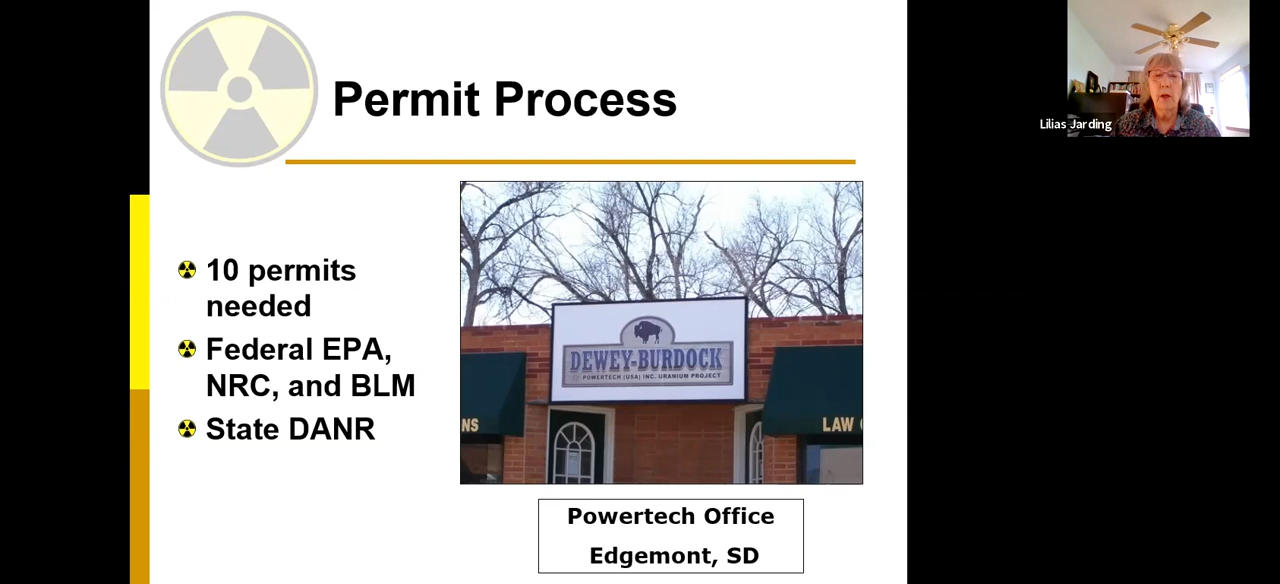 Permit Process
Lilias Jarding
10 permits
needed
Federal EPA,
NRC, and BLM
State DANR
DEWEY-BURDOCK
POWERTECH (USA) INC. URANIUM PROJECT
NS
LAW
Powertech Office
Edgemont, SD